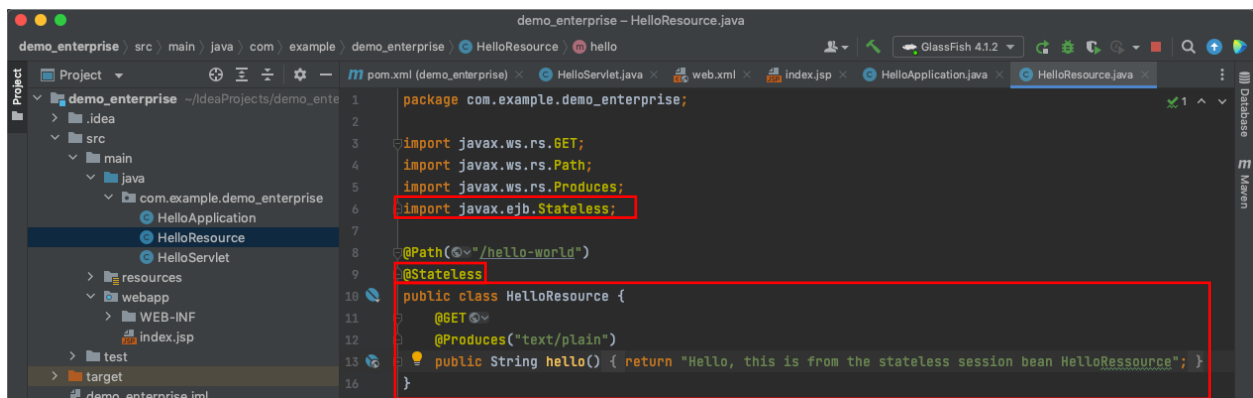 demo_enterprise – HelloResource.java
demo_enterprise 〉 src 〉 main 〉 java 〉 com 〉 example 〉 demo_enterprise 〉 C HelloResource 〉 m hello
GlassFish 4.1.2
Project
Project
m pom.xml (demo_enterprise) ×
C HelloServlet.java ×
web.xml ×
JSP index.jsp ×
C HelloApplication.java ×
C HelloResource.java ×
demo_enterprise ~/IdeaProjects/demo_ente
.idea
src
main
java
com.example.demo_enterprise
C HelloApplication
C HelloResource
C HelloServlet
resources
webapp
WEB-INF
JSP index.jsp
test
target
demo_enterprise.iml
1 package com.example.demo_enterprise;
2
3 import javax.ws.rs.GET;
4 import javax.ws.rs.Path;
5 import javax.ws.rs.Produces;
6 import javax.ejb.Stateless;
7
8 @Path("/hello-world")
9 @Stateless
10 public class HelloResource {
11 @GET
12 @Produces("text/plain")
13 public String hello() { return "Hello, this is from the stateless session bean HelloRessource"; }
16 }
1
Database
m Maven